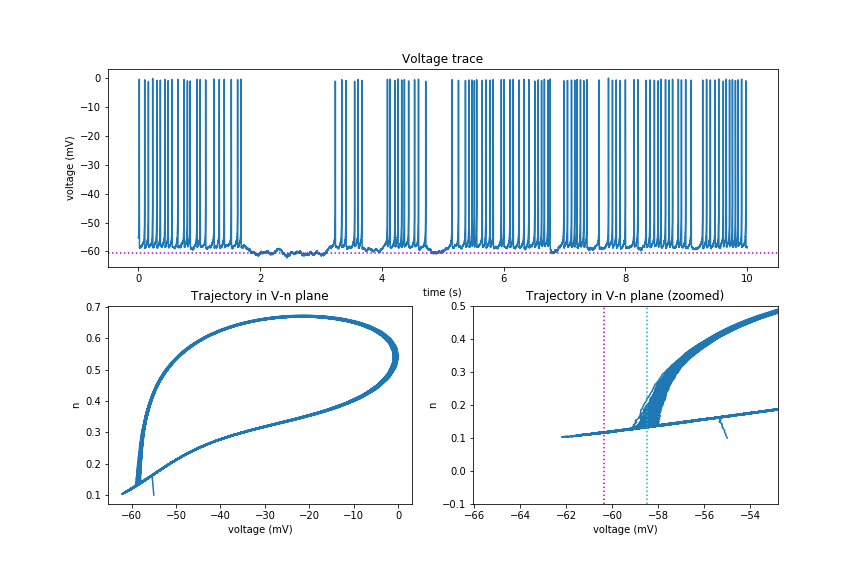 Voltage trace
voltage (mV)
0
−10
−20
−30
−40
−50
−60
0 2 4 6 8 10
time (s)
Trajectory in V-n plane
n
0.7
0.6
0.5
0.4
0.3
0.2
0.1
−60 −50 −40 −30 −20 −10 0
voltage (mV)
Trajectory in V-n plane (zoomed)
n
0.5
0.4
0.3
0.2
0.1
0.0
−0.1
−66 −64 −62 −60 −58 −56 −54
voltage (mV)